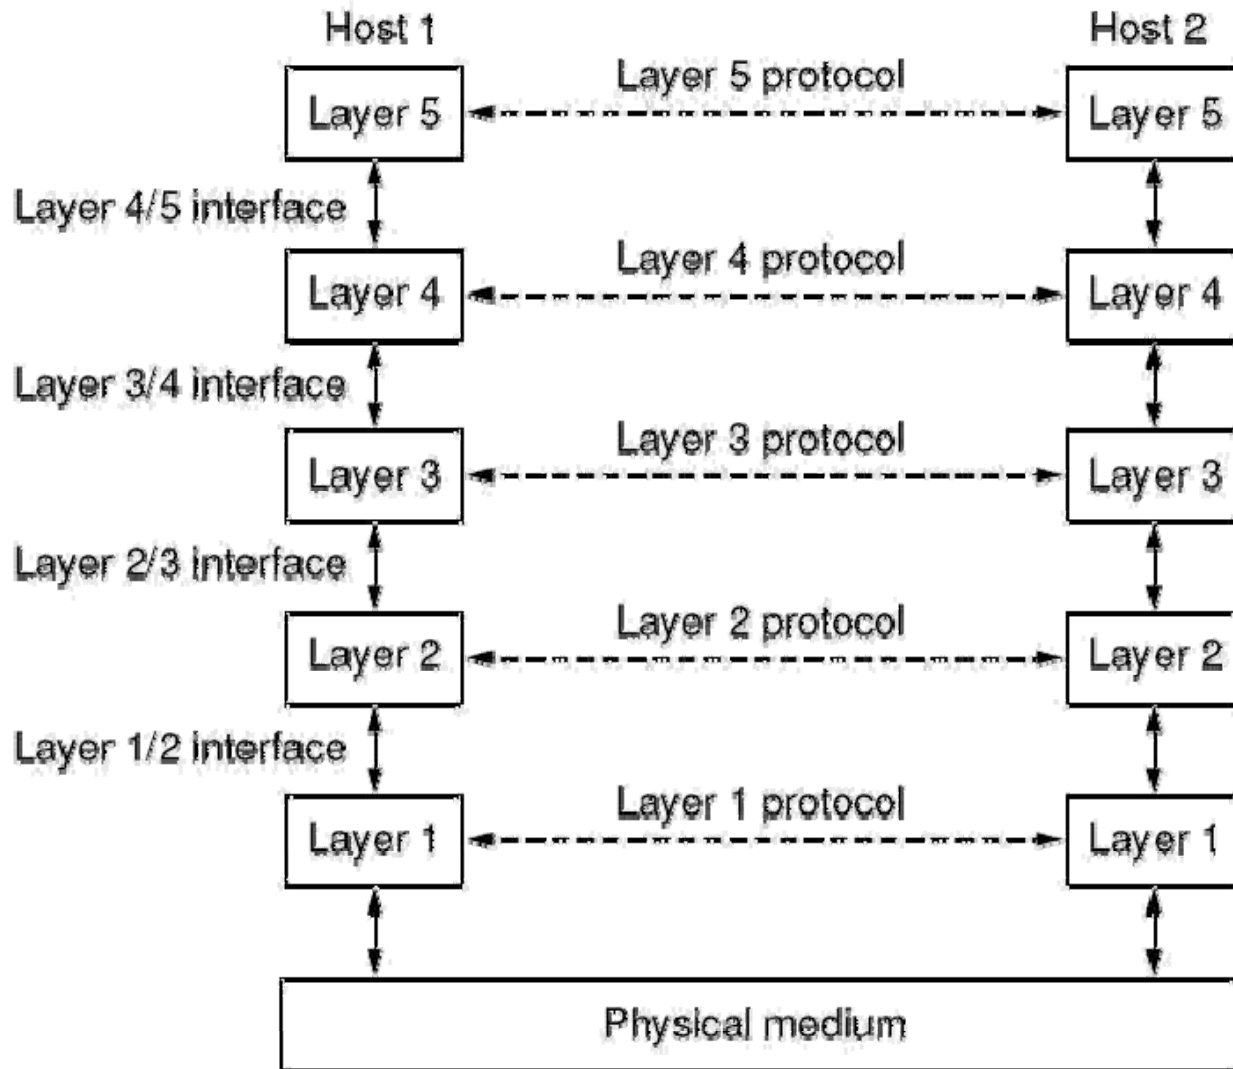 Host 1
Host 2
Layer 5 protocol
Layer 5
Layer 5
Layer 4/5 interface
Layer 4 protocol
Layer 4
Layer 4
Layer 3/4 interface
Layer 3 protocol
Layer 3
Layer 3
Layer 2/3 interface
Layer 2 protocol
Layer 2
Layer 2
Layer 1/2 interface
Layer 1 protocol
Layer 1
Layer 1
Physical medium